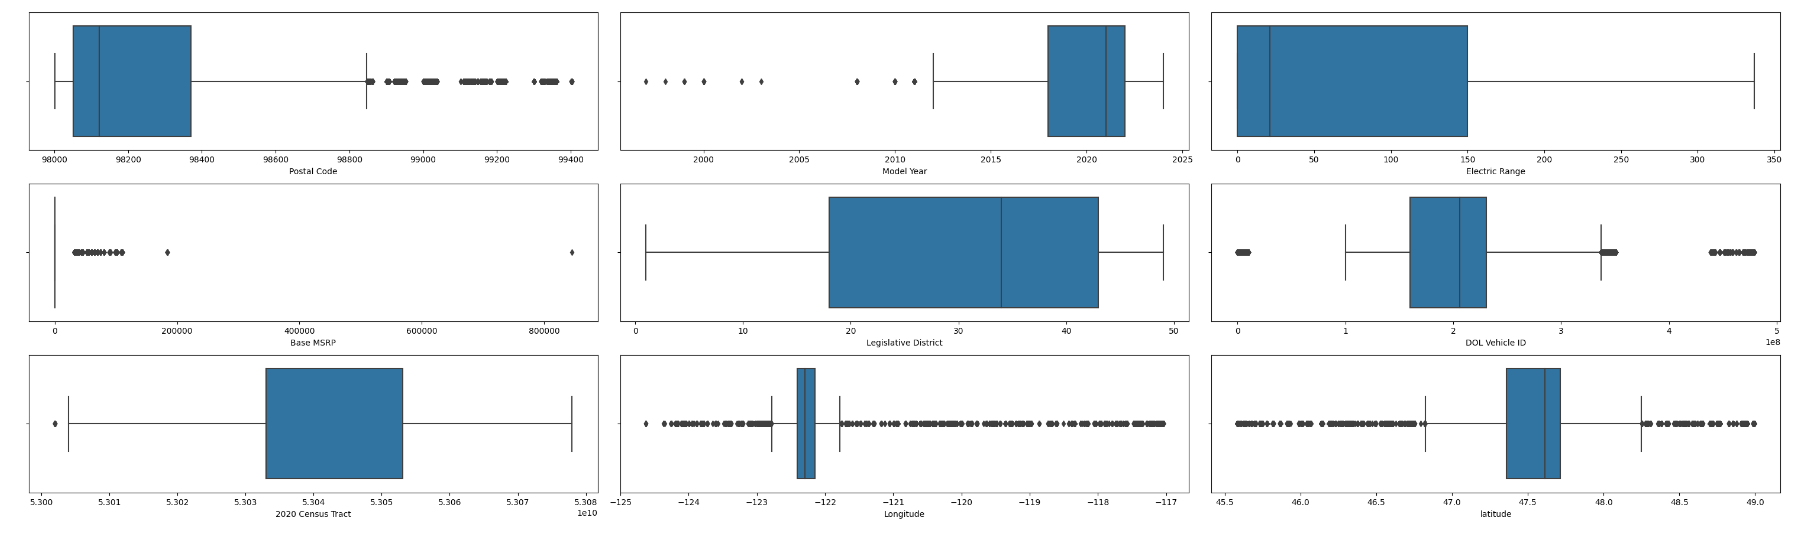 98000 98200 98400 98600 98800 99000 99200 99400
Postal Code
2000 2005 2010 2015 2020 2025
Model Year
0 50 100 150 200 250 300 350
Electric Range
0 200000 400000 600000 800000
Base MSRP
0 10 20 30 40 50
Legislative District
0 1 2 3 4 5
1e8
DOL Vehicle ID
5.300 5.301 5.302 5.303 5.304 5.305 5.306 5.307 5.308
1e10
2020 Census Tract
−125 −124 −123 −122 −121 −120 −119 −118 −117
Longitude
45.5 46.0 46.5 47.0 47.5 48.0 48.5 49.0
latitude